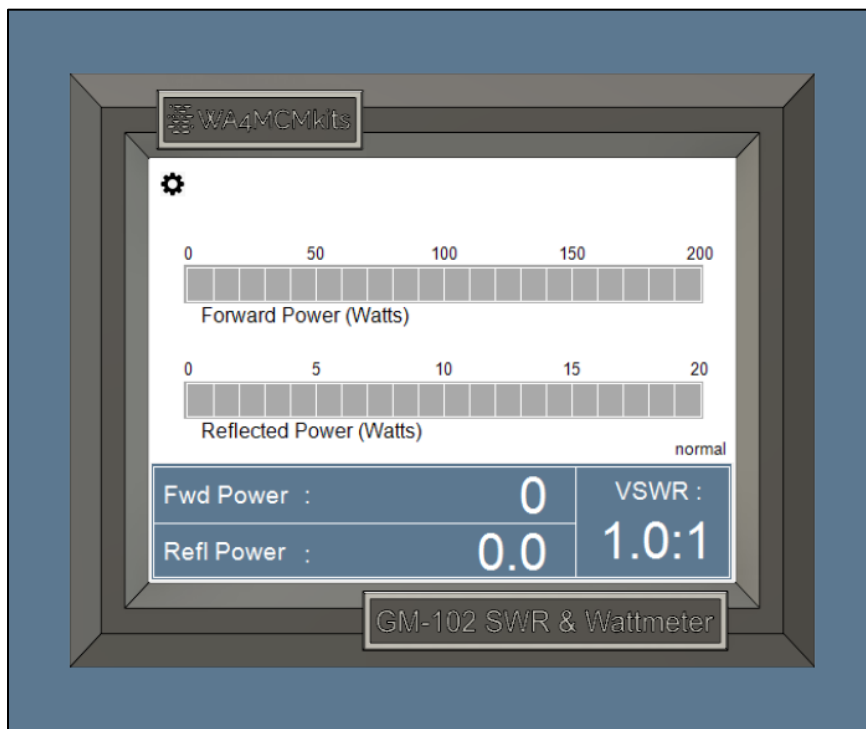 WA4MCMkits
0 50 100 150 200
Forward Power (Watts)
0 5 10 15 20
Reflected Power (Watts)
normal
Fwd Power : 0
VSWR :
Refl Power : 0.0
1.0:1
GM-102 SWR & Wattmeter